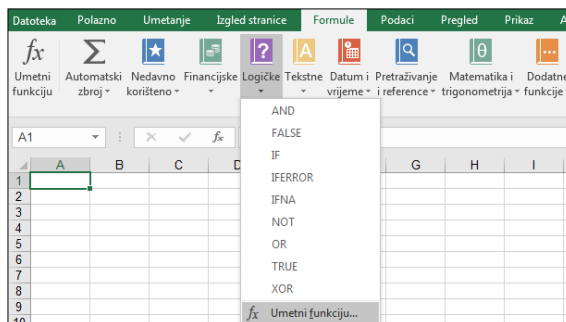 Datoteka Polazno Umetanje Izgled stranice Formule Podaci Pregled Prikaz A
fx Σ ? A θ ...
Umetni Automatski Nedavno Financijske Logičke Tekstne Datum i Pretraživanje Matematika i Dodatne
funkciju zbroj korišteno vrijeme i reference trigonometrija funkcije
A1 fx
A B C D G H I
1
2
3
4
5
6
7
8
9
10
AND
FALSE
IF
IFERROR
IFNA
NOT
OR
TRUE
XOR
fx Umetni funkciju...